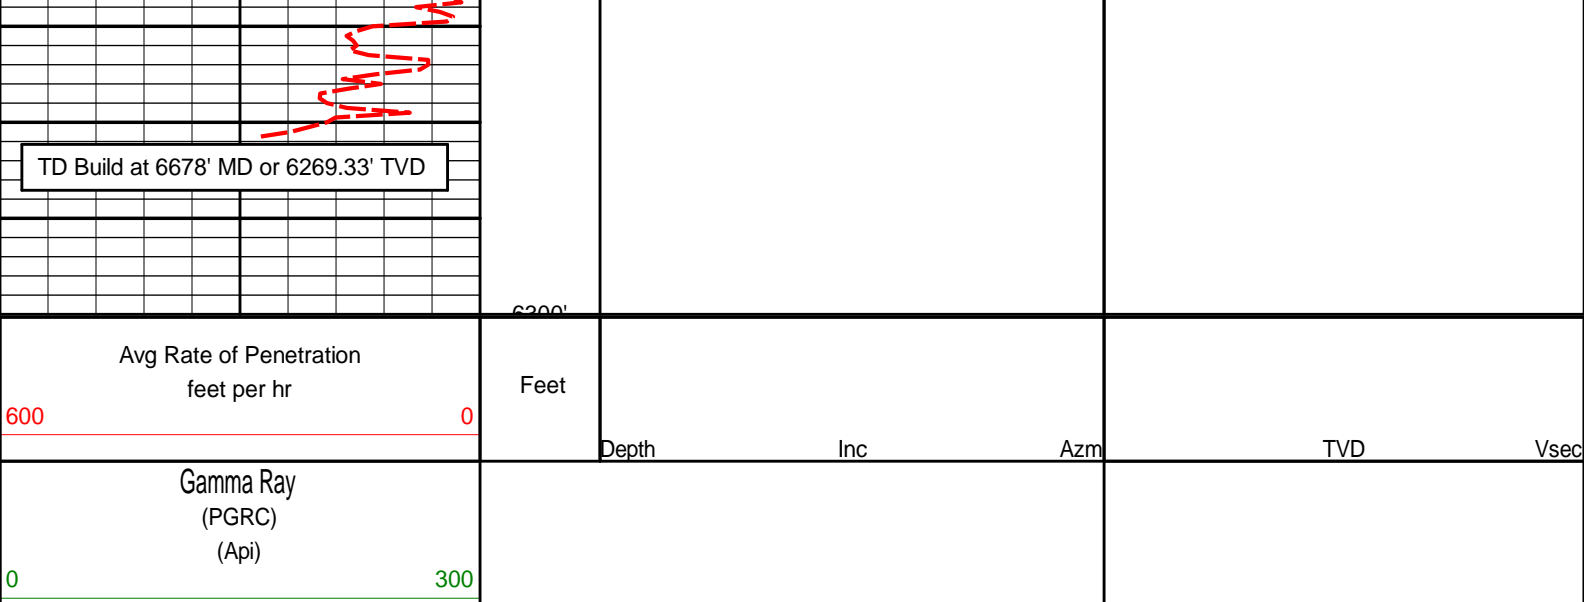 TD Build at 6678' MD or 6269.33' TVD
6300'
Avg Rate of Penetration
feet per hr
600 0
Feet
Depth Inc Azm TVD Vsec
Gamma Ray
(PGRC)
(Api)
0 300